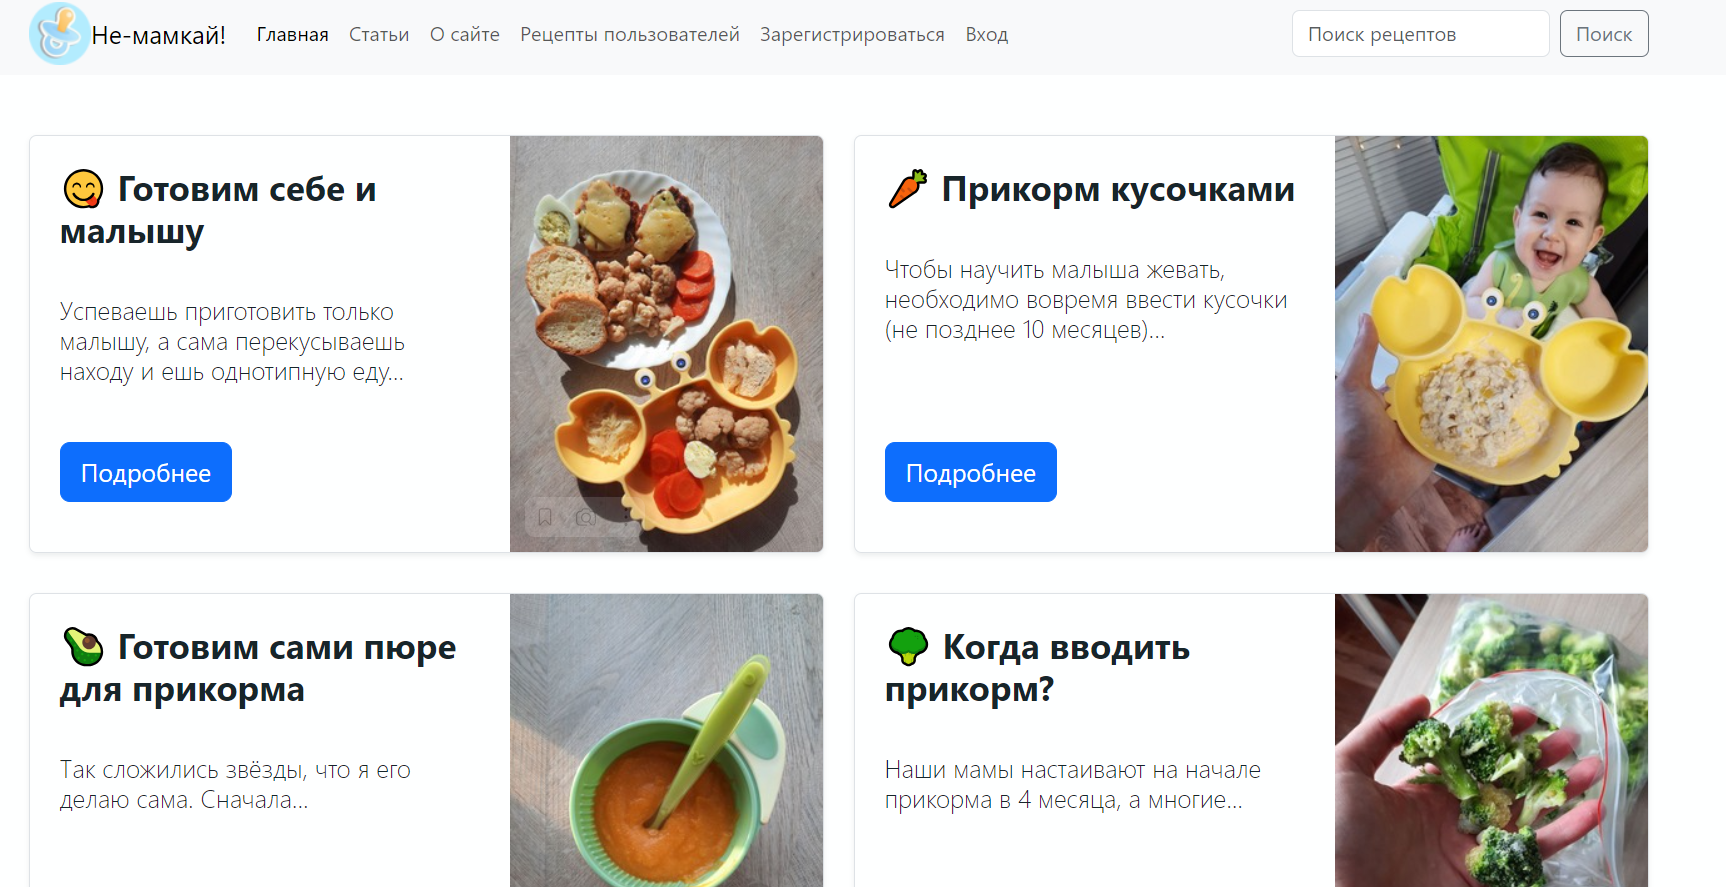 Не-мамкай!
Главная
Статьи
О сайте
Рецепты пользователей
Зарегистрироваться
Вход
Поиск рецептов
Поиск
Готовим себе и
малышу
Успеваешь приготовить только
малышу, а сама перекусываешь
находу и ешь однотипную еду...
Подробнее
Прикорм кусочками
Чтобы научить малыша жевать,
необходимо вовремя ввести кусочки
(не позднее 10 месяцев)...
Подробнее
Готовим сами пюре
для прикорма
Так сложились звёзды, что я его
делаю сама. Сначала...
Когда вводить
прикорм?
Наши мамы настаивают на начале
прикорма в 4 месяца, а многие...